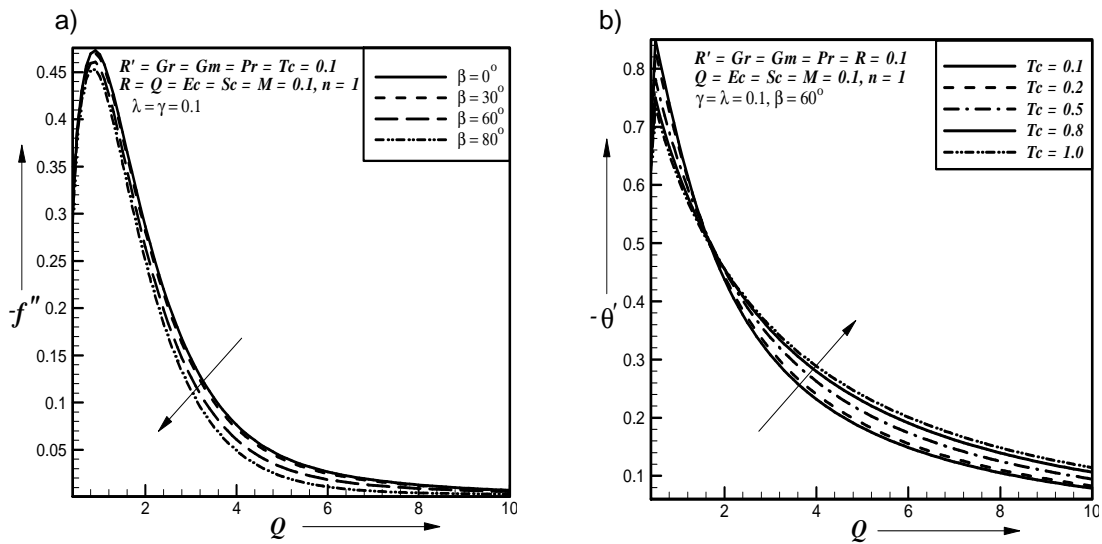 a)
R' = Gr = Gm = Pr = Tc = 0.1
R = Q = Ec = Sc = M = 0.1, n = 1
λ = γ = 0.1
β = 0°
β = 30°
β = 60°
β = 80°
0.45
0.4
0.35
0.3
0.25
0.2
0.15
0.1
0.05
-f''
2
4
6
8
10
Q
b)
R' = Gr = Gm = Pr = R = 0.1
Q = Ec = Sc = M = 0.1, n = 1
γ = λ = 0.1, β = 60°
Tc = 0.1
Tc = 0.2
Tc = 0.5
Tc = 0.8
Tc = 1.0
0.8
0.7
0.6
0.5
0.4
0.3
0.2
0.1
-θ'
2
4
6
8
10
Q